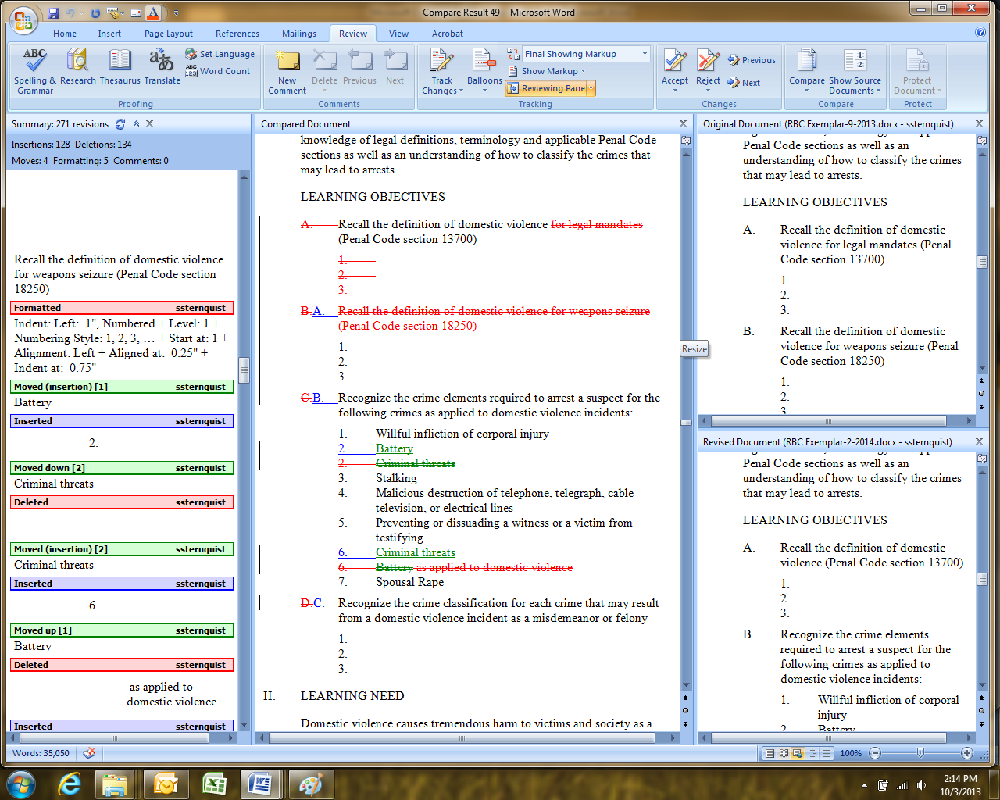 Compare Result 49 - Microsoft Word
Home Insert Page Layout References Mailings Review View Acrobat
ABC Spelling & Grammar
Research
Thesaurus
Translate
Set Language
ABC 123 Word Count
Proofing
New Comment
Delete
Previous
Next
Comments
Track Changes
Balloons
Final Showing Markup
Show Markup
Reviewing Pane
Tracking
Accept
Reject
Previous
Next
Changes
Compare
Show Source Documents
Compare
Protect Document
Protect
Summary: 271 revisions
Insertions: 128 Deletions: 134
Moves: 4 Formatting: 5 Comments: 0
Recall the definition of domestic violence
for weapons seizure (Penal Code section
18250)
Formatted ssternquist
Indent: Left: 1", Numbered + Level: 1 +
Numbering Style: 1, 2, 3, … + Start at: 1 +
Alignment: Left + Aligned at: 0.25" +
Indent at: 0.75"
Moved (insertion) [1] ssternquist
Battery
Inserted ssternquist
2.
Moved down [2] ssternquist
Criminal threats
Deleted ssternquist
Moved (insertion) [2] ssternquist
Criminal threats
Inserted ssternquist
6.
Moved up [1] ssternquist
Battery
Deleted ssternquist
as applied to
domestic violence
Inserted ssternquist
Compared Document
knowledge of legal definitions, terminology and applicable Penal Code
sections as well as an understanding of how to classify the crimes that
may lead to arrests.
LEARNING OBJECTIVES
A. Recall the definition of domestic violence for legal mandates
(Penal Code section 13700)
1.
2.
3.
B.A. Recall the definition of domestic violence for weapons seizure
(Penal Code section 18250)
1.
2.
3.
C.B. Recognize the crime elements required to arrest a suspect for the
following crimes as applied to domestic violence incidents:
1. Willful infliction of corporal injury
2. Battery
2. Criminal threats
3. Stalking
4. Malicious destruction of telephone, telegraph, cable
television, or electrical lines
5. Preventing or dissuading a witness or a victim from
testifying
6. Criminal threats
6. Battery as applied to domestic violence
7. Spousal Rape
D.C. Recognize the crime classification for each crime that may result
from a domestic violence incident as a misdemeanor or felony
1.
2.
3.
II. LEARNING NEED
Domestic violence causes tremendous harm to victims and society as a
Resize
Original Document (RBC Exemplar-9-2013.docx - ssternquist)
Penal Code sections as well as an
understanding of how to classify the crimes
that may lead to arrests.
LEARNING OBJECTIVES
A. Recall the definition of domestic
violence for legal mandates (Penal
Code section 13700)
1.
2.
3.
B. Recall the definition of domestic
violence for weapons seizure (Penal
Code section 18250)
1.
2.
3.
Revised Document (RBC Exemplar-2-2014.docx - ssternquist)
Penal Code sections as well as an
understanding of how to classify the crimes
that may lead to arrests.
LEARNING OBJECTIVES
A. Recall the definition of domestic
violence (Penal Code section 13700)
1.
2.
3.
B. Recognize the crime elements
required to arrest a suspect for the
following crimes as applied to
domestic violence incidents:
1. Willful infliction of corporal
injury
2. Battery
Words: 35,050
100%
2:14 PM
10/3/2013